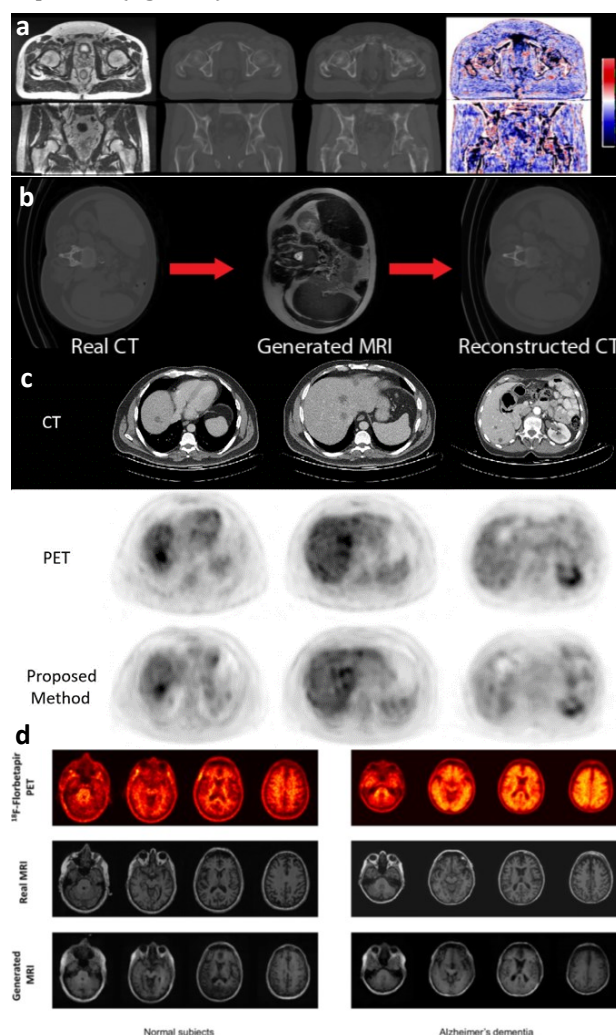 a
b
Real CT
Generated MRI
Reconstructed CT
c
CT
PET
Proposed
Method
d
18F-Florbetapir
PET
Real MRI
Generated
MRI
Normal subjects
Alzheimer's dementia